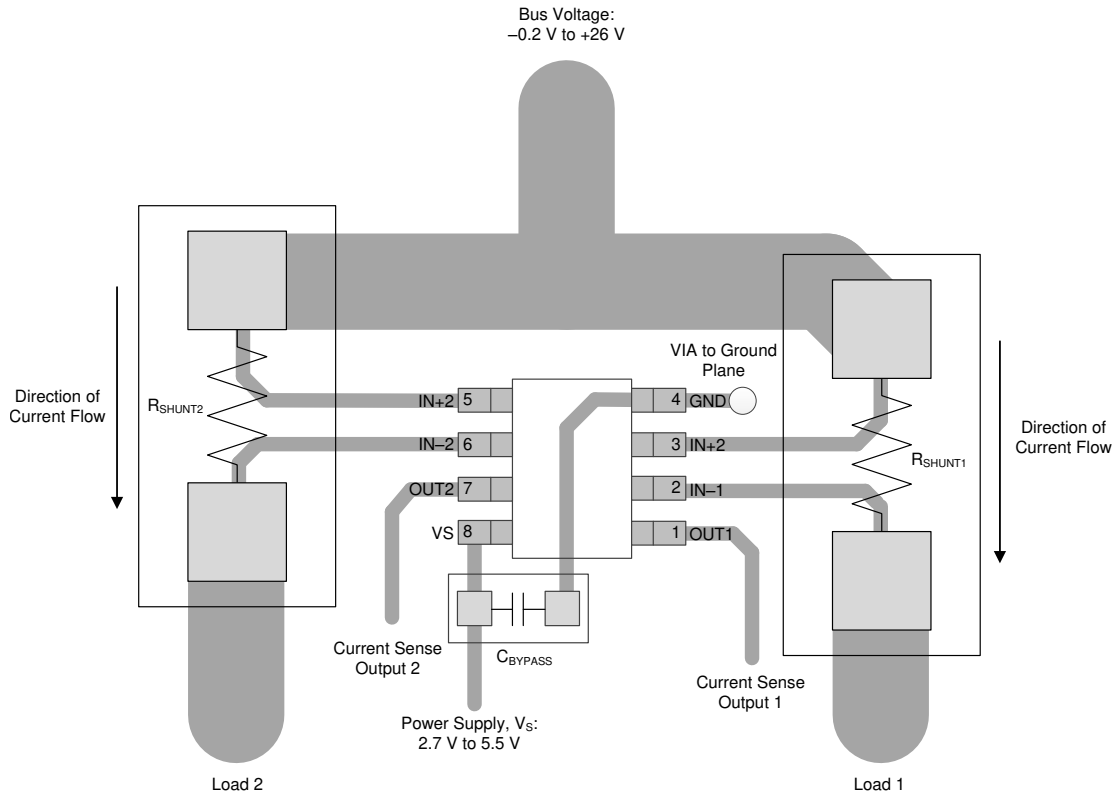 Bus Voltage:
–0.2 V to +26 V
VIA to Ground
Plane
Direction of
Current Flow
RSHUNT2
IN+2 5
4 GND
IN–2 6
3 IN+2
RSHUNT1
Direction of
Current Flow
OUT2 7
2 IN–1
VS 8
1 OUT1
CBYPASS
Current Sense
Output 2
Current Sense
Output 1
Power Supply, VS:
2.7 V to 5.5 V
Load 2
Load 1